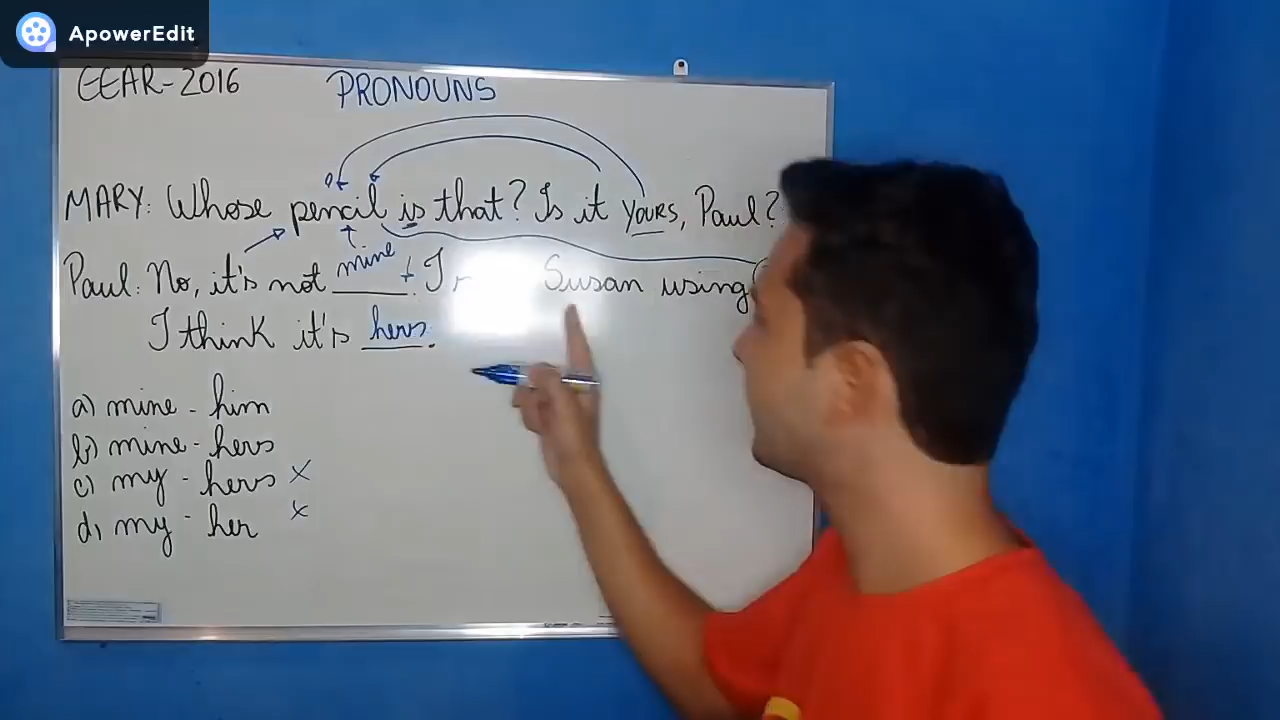 ApowerEdit
EEAR-2016
PRONOUNS
MARY: Whose pencil is that? Is it yours, Paul?
Paul: No, it's not mine. I Susan using
I think it's hers.
a) mine - him
b) mine - hers
c) my - hers x
d) my - her x